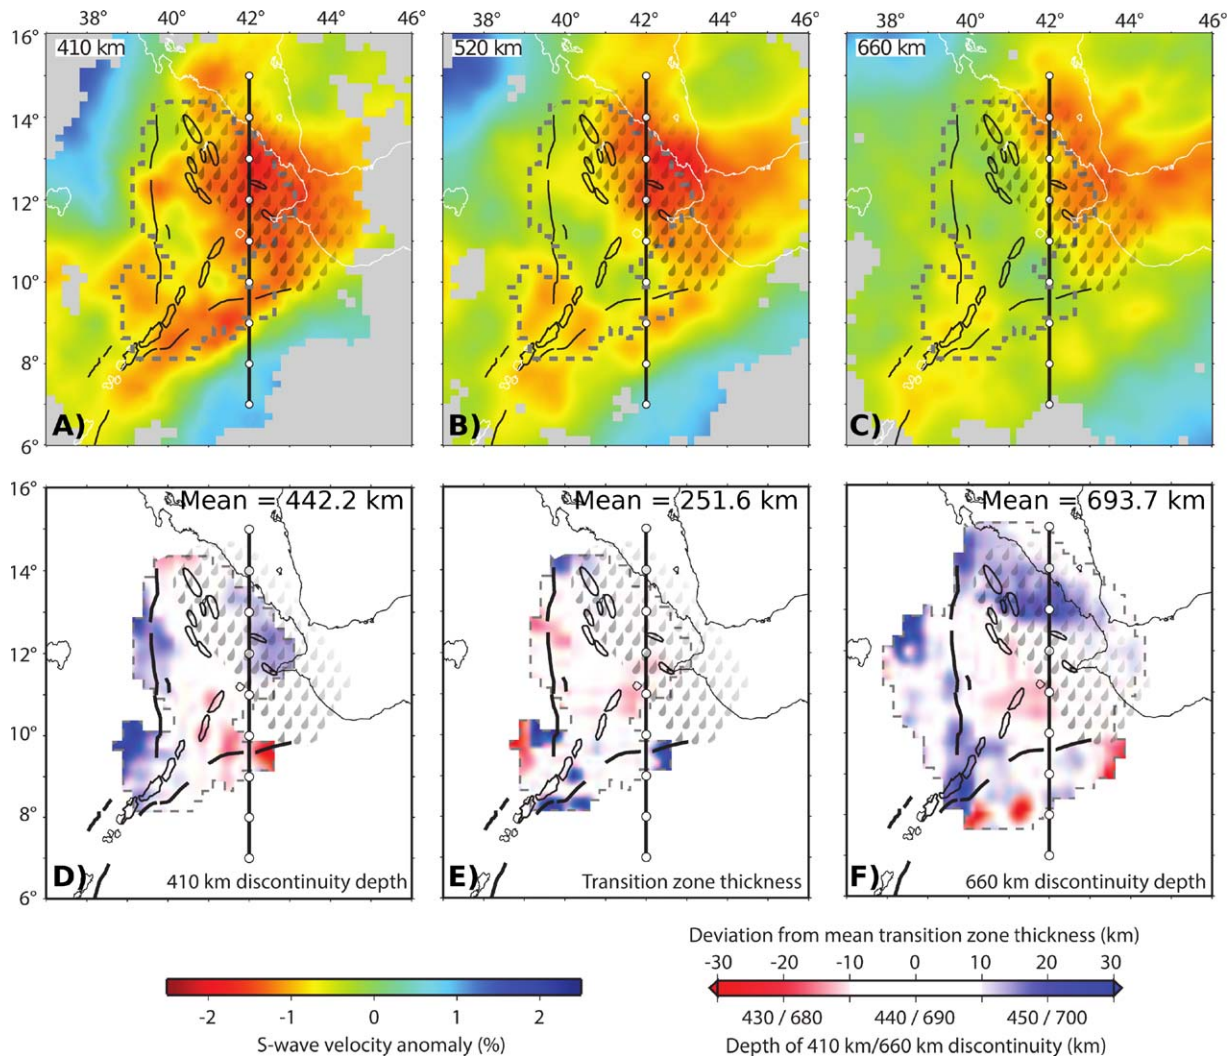 38° 40° 42° 44° 46° 38° 40° 42° 44° 46° 38° 40° 42° 44° 46°
16° 410 km 520 km 660 km
14°
12°
10°
8°
A) B) C)
6°
16° Mean = 442.2 km Mean = 251.6 km Mean = 693.7 km
14°
12°
10°
8°
D) 410 km discontinuity depth E) Transition zone thickness F) 660 km discontinuity depth
6°
Deviation from mean transition zone thickness (km)
-30 -20 -10 0 10 20 30
-2 -1 0 1 2 430 / 680 440 / 690 450 / 700
S-wave velocity anomaly (%) Depth of 410 km/660 km discontinuity (km)